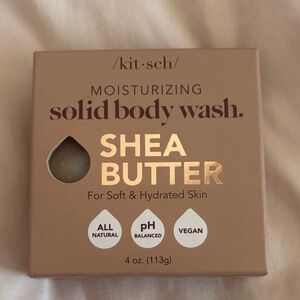 /kit·sch/
MOISTURIZING
solid body wash.
SHEA
BUTTER
For Soft & Hydrated Skin
ALL
NATURAL
pH
BALANCED
VEGAN
4 oz. (113g)